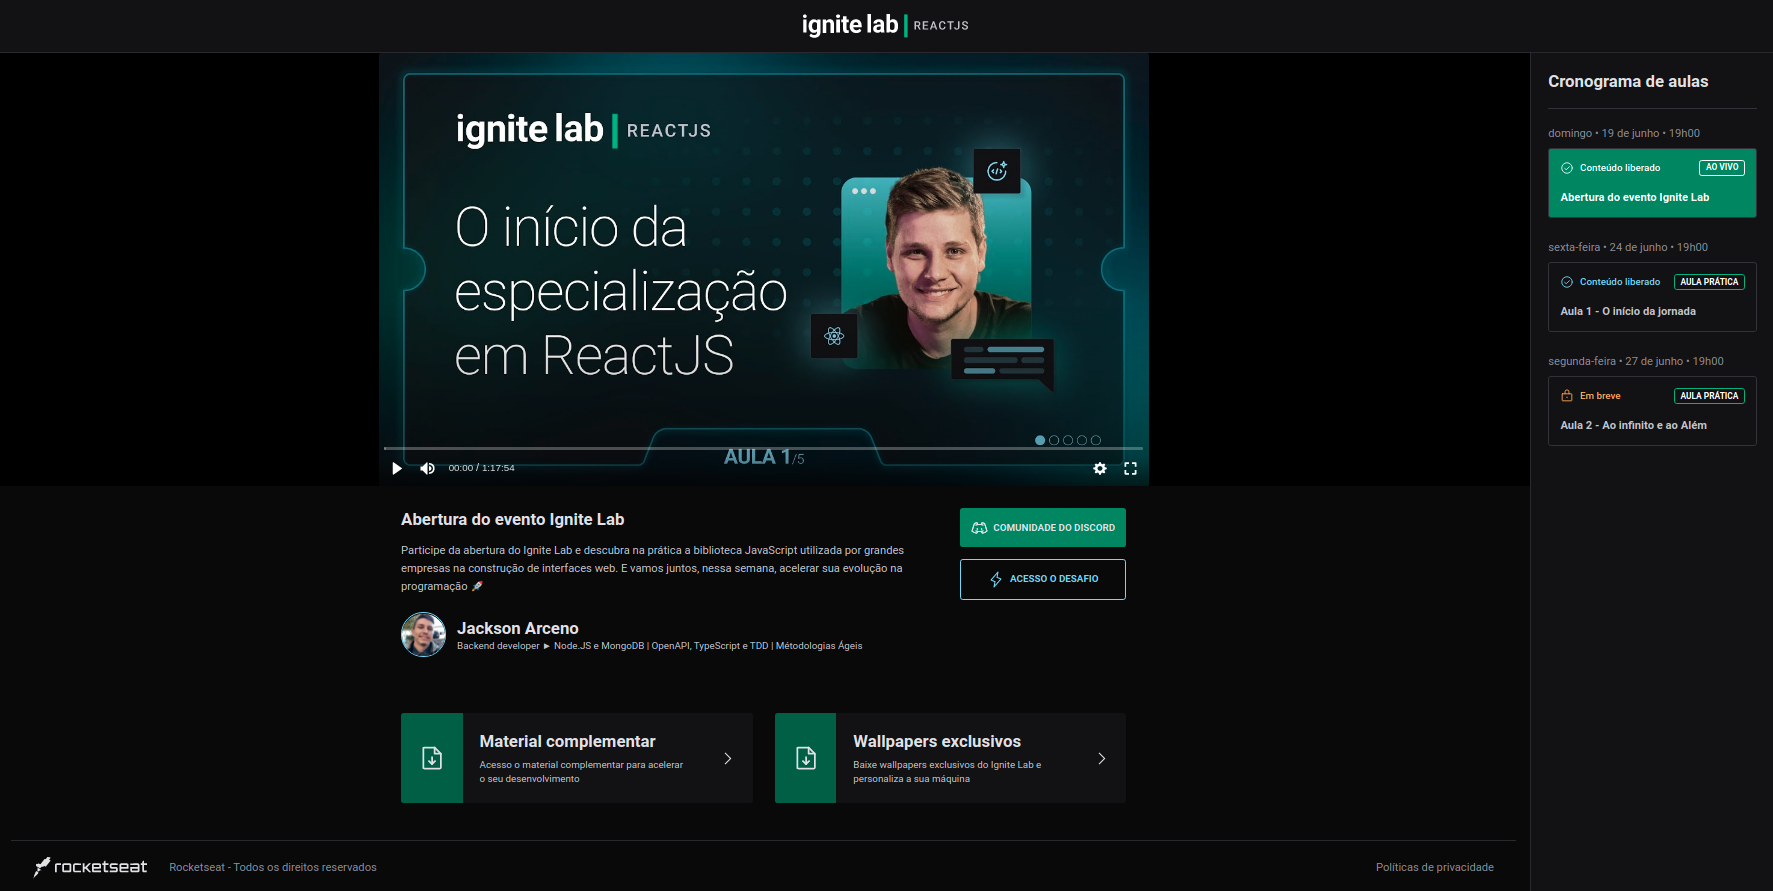 ignite lab | REACTJS
ignite lab | REACTJS
O início da
especialização
em ReactJS
AULA 1/5
00:00 / 1:17:54
Abertura do evento Ignite Lab
Participe da abertura do Ignite Lab e descubra na prática a biblioteca JavaScript utilizada por grandes
empresas na construção de interfaces web. E vamos juntos, nessa semana, acelerar sua evolução na
programação 🚀
COMUNIDADE DO DISCORD
ACESSO O DESAFIO
Jackson Arceno
Backend developer ► Node.JS e MongoDB | OpenAPI, TypeScript e TDD | Métodologias Ágeis
Material complementar
Acesso o material complementar para acelerar
o seu desenvolvimento
Wallpapers exclusivos
Baixe wallpapers exclusivos do Ignite Lab e
personaliza a sua máquina
Cronograma de aulas
domingo • 19 de junho • 19h00
Conteúdo liberado AO VIVO
Abertura do evento Ignite Lab
sexta-feira • 24 de junho • 19h00
Conteúdo liberado AULA PRÁTICA
Aula 1 - O início da jornada
segunda-feira • 27 de junho • 19h00
Em breve AULA PRÁTICA
Aula 2 - Ao infinito e ao Além
rocketseat Rocketseat - Todos os direitos reservados
Políticas de privacidade